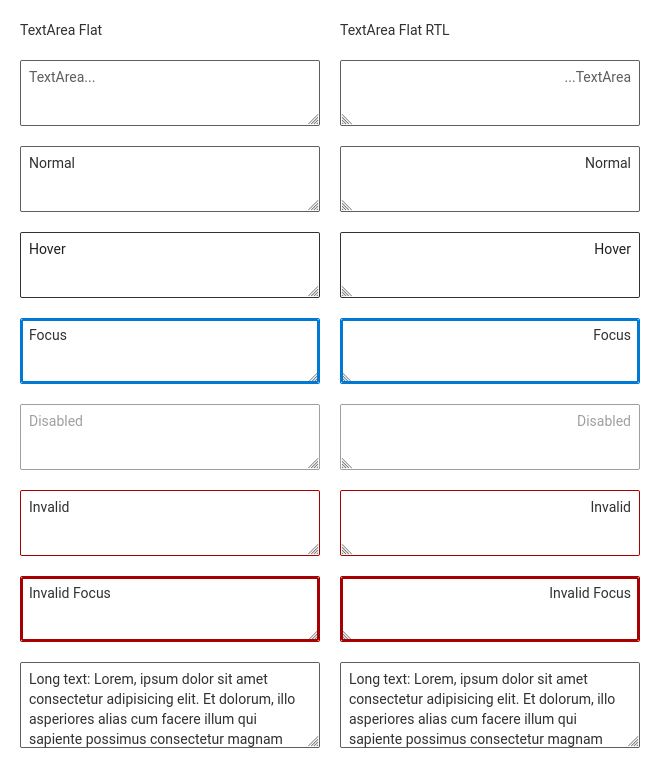 TextArea Flat
TextArea Flat RTL
TextArea...
...TextArea
Normal
Normal
Hover
Hover
Focus
Focus
Disabled
Disabled
Invalid
Invalid
Invalid Focus
Invalid Focus
Long text: Lorem, ipsum dolor sit amet
consectetur adipisicing elit. Et dolorum, illo
asperiores alias cum facere illum qui
sapiente possimus consectetur magnam
Long text: Lorem, ipsum dolor sit amet
consectetur adipisicing elit. Et dolorum, illo
asperiores alias cum facere illum qui
sapiente possimus consectetur magnam